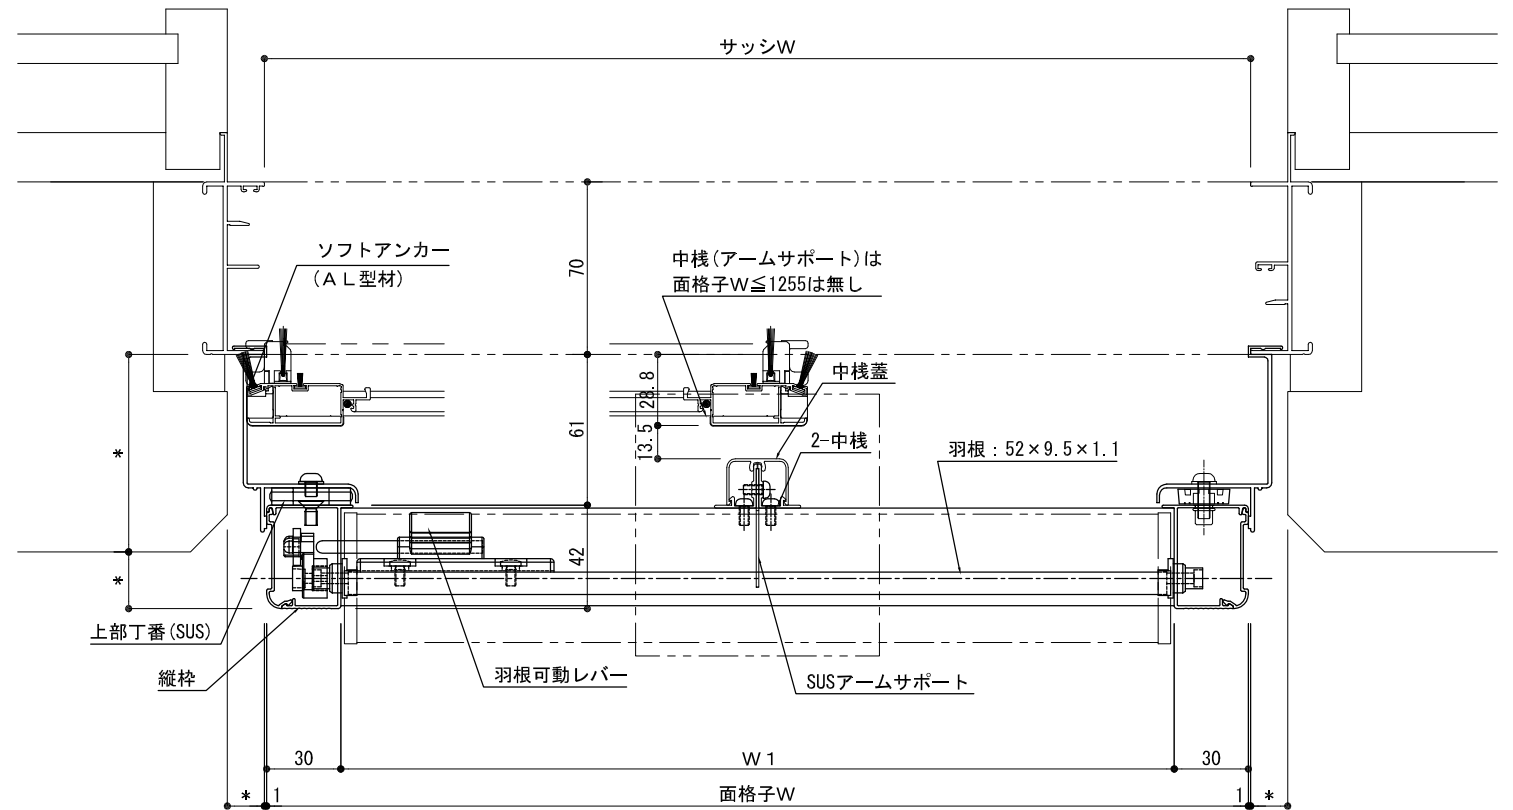 サッシW
ソフトアンカー
(AL型材)
中桟(アームサポート)は
面格子W≦1255は無し
70
中桟蓋
28.8
61
13.5
2-中桟
羽根：52×9.5×1.1
*
42
*
上部丁番(SUS)
縦枠
羽根可動レバー
SUSアームサポート
30
W1
30
*
1
面格子W
1
*